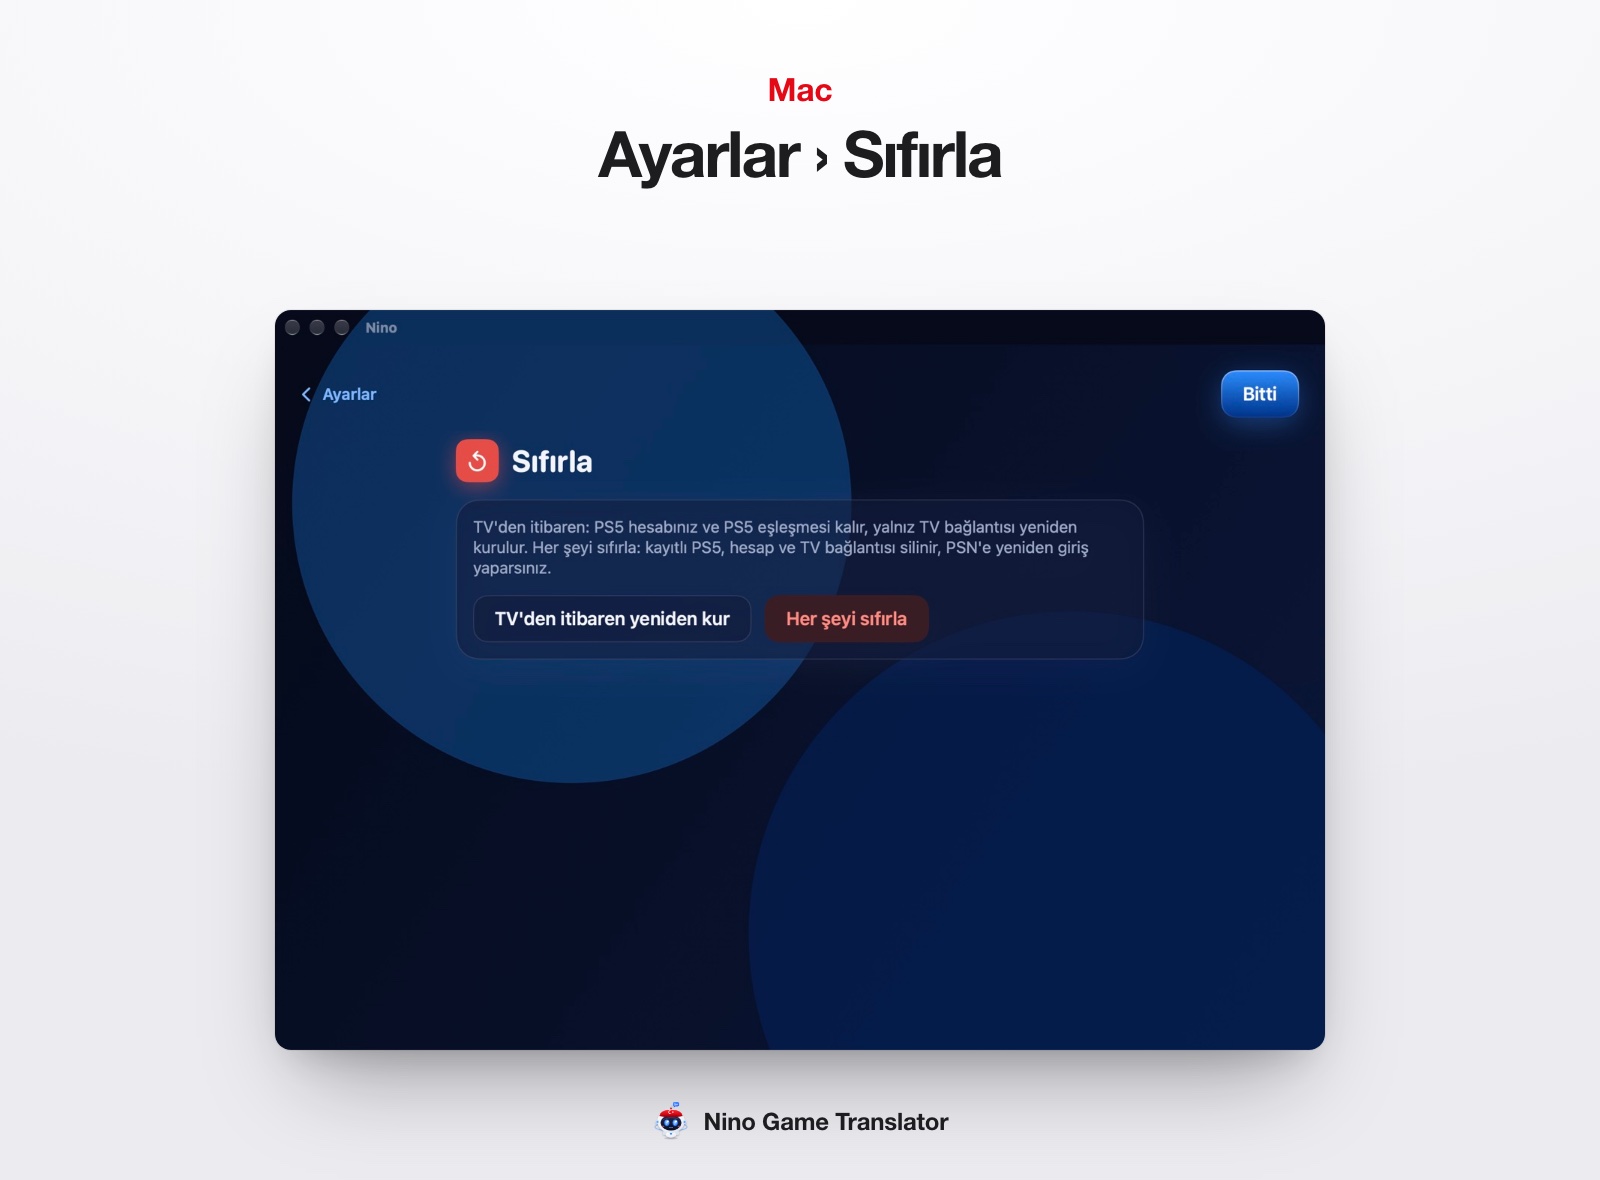 Mac
Ayarlar › Sıfırla
Nino
Ayarlar
Bitti
Sıfırla
TV'den itibaren: PS5 hesabınız ve PS5 eşleşmesi kalır, yalnız TV bağlantısı yeniden
kurulur. Her şeyi sıfırla: kayıtlı PS5, hesap ve TV bağlantısı silinir, PSN'e yeniden giriş
yaparsınız.
TV'den itibaren yeniden kur
Her şeyi sıfırla
Nino Game Translator